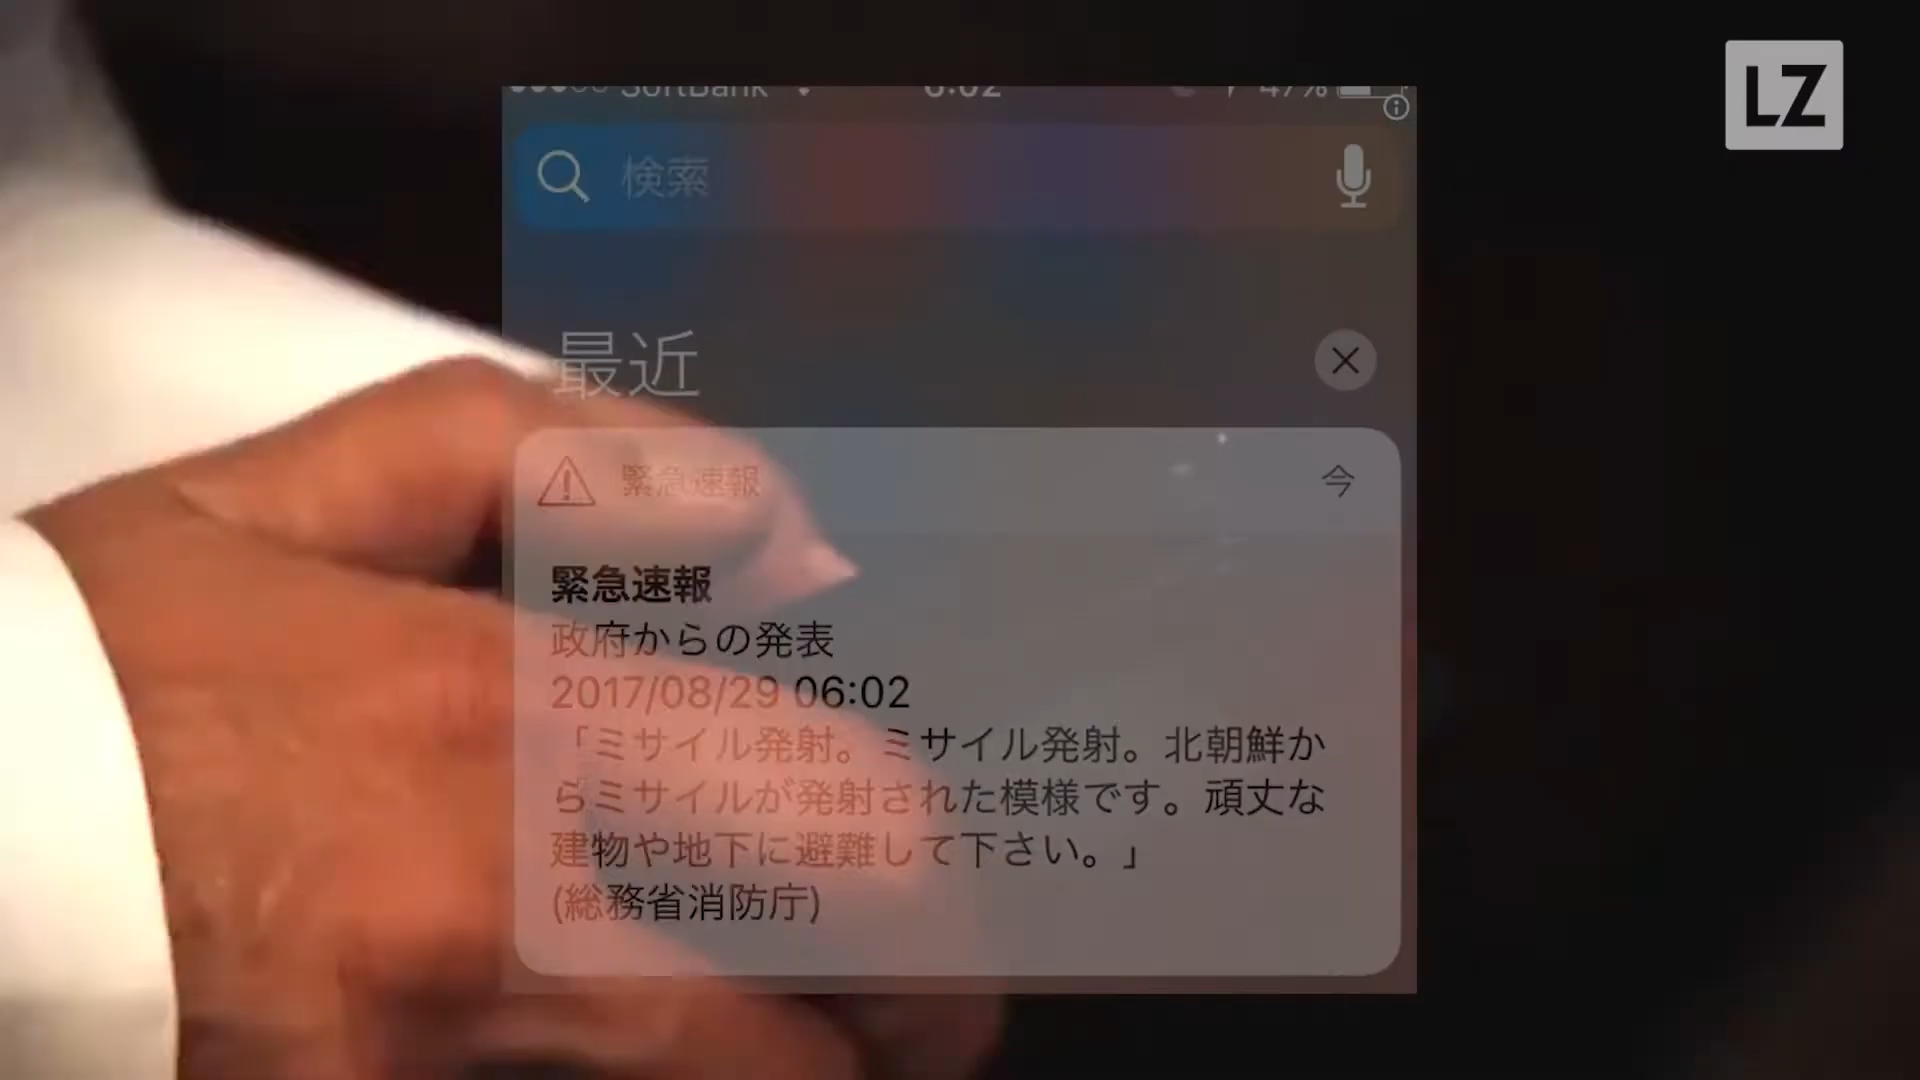 LZ
SoftBank 6:02 47%
検索
最近
緊急速報 今
緊急速報
政府からの発表
2017/08/29 06:02
「ミサイル発射。ミサイル発射。北朝鮮か
らミサイルが発射された模様です。頑丈な
建物や地下に避難して下さい。」
(総務省消防庁)